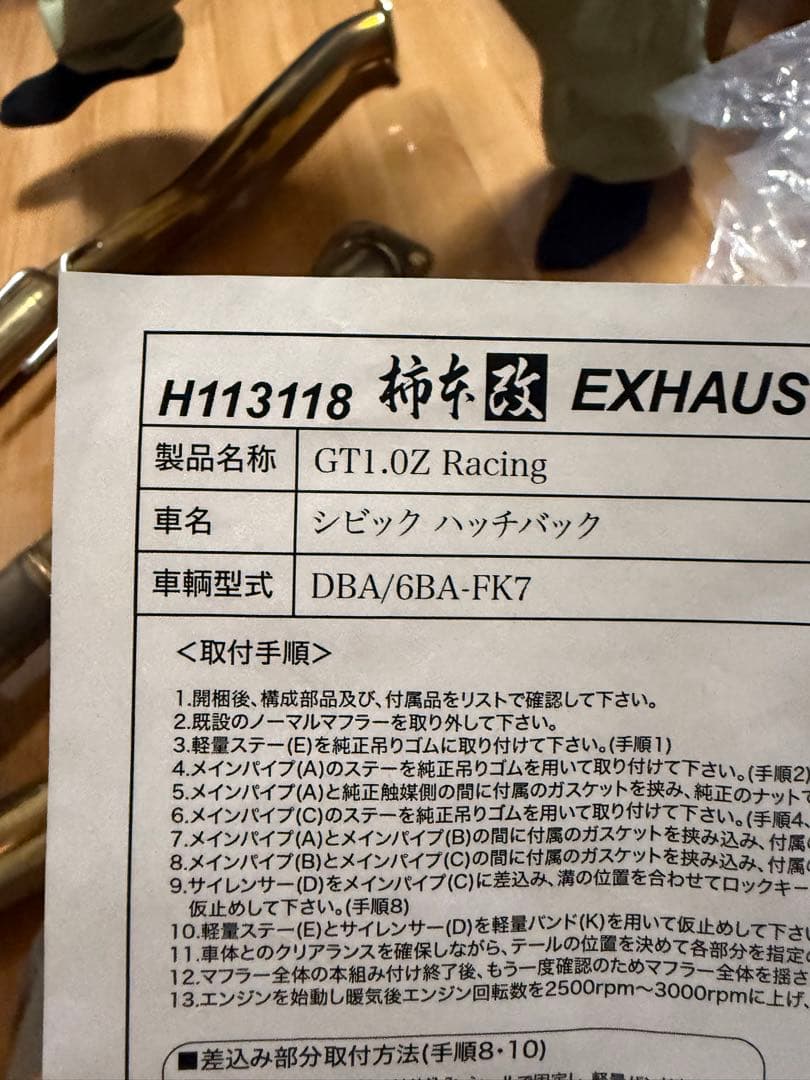 H113118 柿本改 EXHAUS
製品名称 GT1.0Z Racing
車名 シビック ハッチバック
車輌型式 DBA/6BA-FK7
＜取付手順＞
1.開梱後、構成部品及び、付属品をリストで確認して下さい。
2.既設のノーマルマフラーを取り外して下さい。
3.軽量ステー(E)を純正吊りゴムに取り付けて下さい。(手順1)
4.メインパイプ(A)のステーを純正吊りゴムを用いて取り付けて下さい。(手順2)
5.メインパイプ(A)と純正触媒側の間に付属のガスケットを挟み、純正のナットで
6.メインパイプ(C)のステーを純正吊りゴムを用いて取り付けて下さい。(手順4、
7.メインパイプ(A)とメインパイプ(B)の間に付属のガスケットを挟み込み、付属の
8.メインパイプ(B)とメインパイプ(C)の間に付属のガスケットを挟み込み、付属の
9.サイレンサー(D)をメインパイプ(C)に差込み、溝の位置を合わせてロックキー
仮止めして下さい。(手順8)
10.軽量ステー(E)とサイレンサー(D)を軽量バンド(K)を用いて仮止めして下さい
11.車体とのクリアランスを確保しながら、テールの位置を決めて各部分を指定の
12.マフラー全体の本組み付け終了後、もう一度確認のためマフラー全体を揺さ
13.エンジンを始動し暖気後エンジン回転数を2500rpm～3000rpmに上げ、
■差込み部分取付方法(手順8・10)